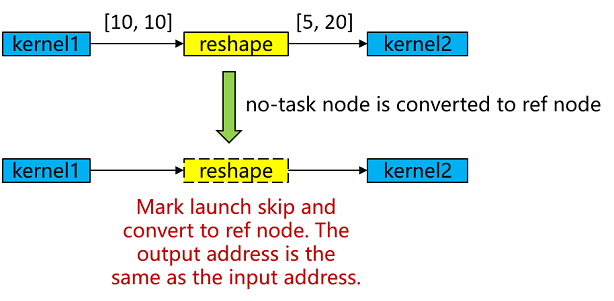 [10, 10]
[5, 20]
kernel1
reshape
kernel2
no-task node is converted to ref node
kernel1
reshape
kernel2
Mark launch skip and
convert to ref node. The
output address is the
same as the input address.